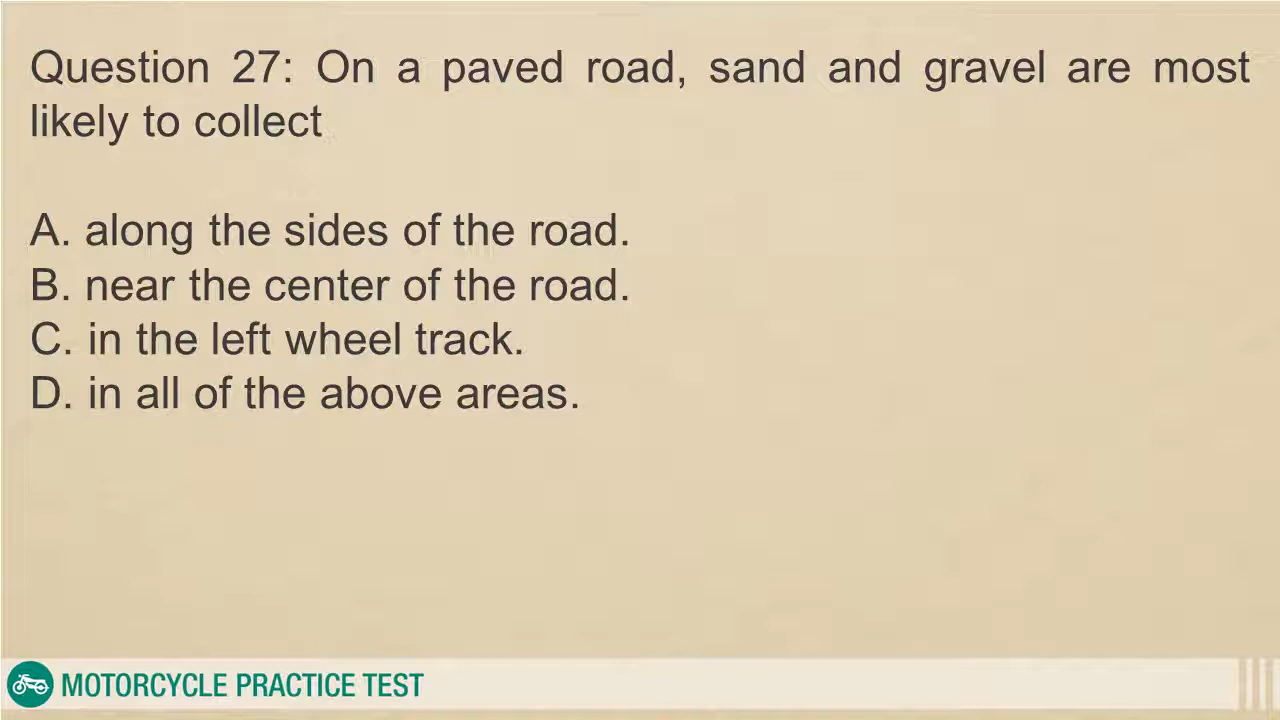 Question 27: On a paved road, sand and gravel are most
likely to collect
A. along the sides of the road.
B. near the center of the road.
C. in the left wheel track.
D. in all of the above areas.
MOTORCYCLE PRACTICE TEST